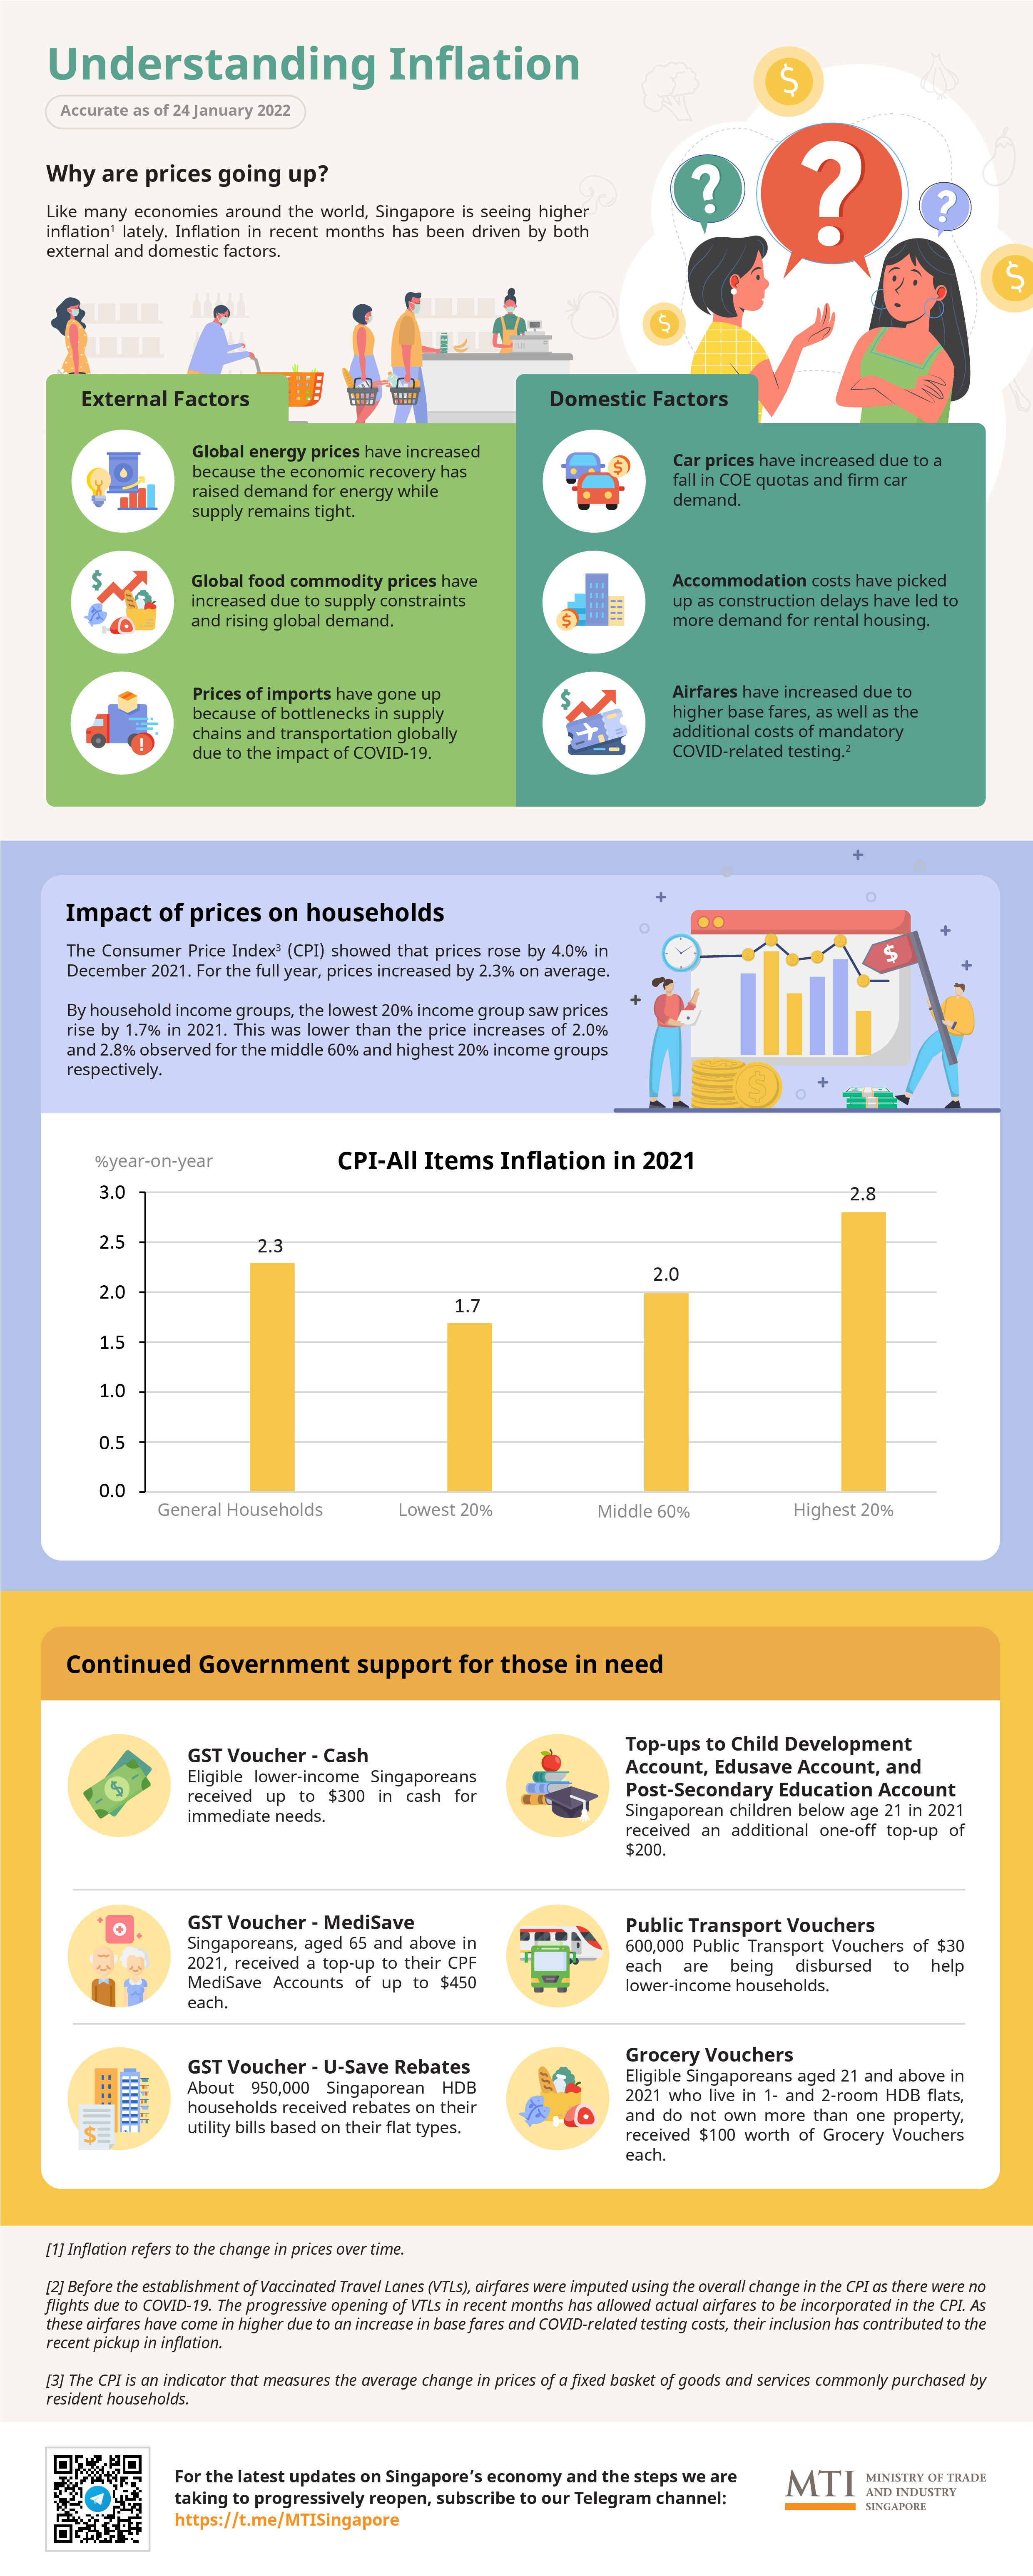 Understanding Inflation
Accurate as of 24 January 2022
Why are prices going up?
Like many economies around the world, Singapore is seeing higher
inflation¹ lately. Inflation in recent months has been driven by both
external and domestic factors.
External Factors
Global energy prices have increased
because the economic recovery has
raised demand for energy while
supply remains tight.
Global food commodity prices have
increased due to supply constraints
and rising global demand.
Prices of imports have gone up
because of bottlenecks in supply
chains and transportation globally
due to the impact of COVID-19.
Domestic Factors
Car prices have increased due to a
fall in COE quotas and firm car
demand.
Accommodation costs have picked
up as construction delays have led to
more demand for rental housing.
Airfares have increased due to
higher base fares, as well as the
additional costs of mandatory
COVID-related testing.²
Impact of prices on households
The Consumer Price Index³ (CPI) showed that prices rose by 4.0% in
December 2021. For the full year, prices increased by 2.3% on average.
By household income groups, the lowest 20% income group saw prices
rise by 1.7% in 2021. This was lower than the price increases of 2.0%
and 2.8% observed for the middle 60% and highest 20% income groups
respectively.
%year-on-year
CPI-All Items Inflation in 2021
3.0
2.5
2.0
1.5
1.0
0.5
0.0
2.3
1.7
2.0
2.8
General Households
Lowest 20%
Middle 60%
Highest 20%
Continued Government support for those in need
GST Voucher - Cash
Eligible lower-income Singaporeans
received up to $300 in cash for
immediate needs.
Top-ups to Child Development
Account, Edusave Account, and
Post-Secondary Education Account
Singaporean children below age 21 in 2021
received an additional one-off top-up of
$200.
GST Voucher - MediSave
Singaporeans, aged 65 and above in
2021, received a top-up to their CPF
MediSave Accounts of up to $450
each.
Public Transport Vouchers
600,000 Public Transport Vouchers of $30
each are being disbursed to help
lower-income households.
GST Voucher - U-Save Rebates
About 950,000 Singaporean HDB
households received rebates on their
utility bills based on their flat types.
Grocery Vouchers
Eligible Singaporeans aged 21 and above in
2021 who live in 1- and 2-room HDB flats,
and do not own more than one property,
received $100 worth of Grocery Vouchers
each.
[1] Inflation refers to the change in prices over time.
[2] Before the establishment of Vaccinated Travel Lanes (VTLs), airfares were imputed using the overall change in the CPI as there were no
flights due to COVID-19. The progressive opening of VTLs in recent months has allowed actual airfares to be incorporated in the CPI. As
these airfares have come in higher due to an increase in base fares and COVID-related testing costs, their inclusion has contributed to the
recent pickup in inflation.
[3] The CPI is an indicator that measures the average change in prices of a fixed basket of goods and services commonly purchased by
resident households.
For the latest updates on Singapore's economy and the steps we are
taking to progressively reopen, subscribe to our Telegram channel:
https://t.me/MTISingapore
MTI
MINISTRY OF TRADE
AND INDUSTRY
SINGAPORE